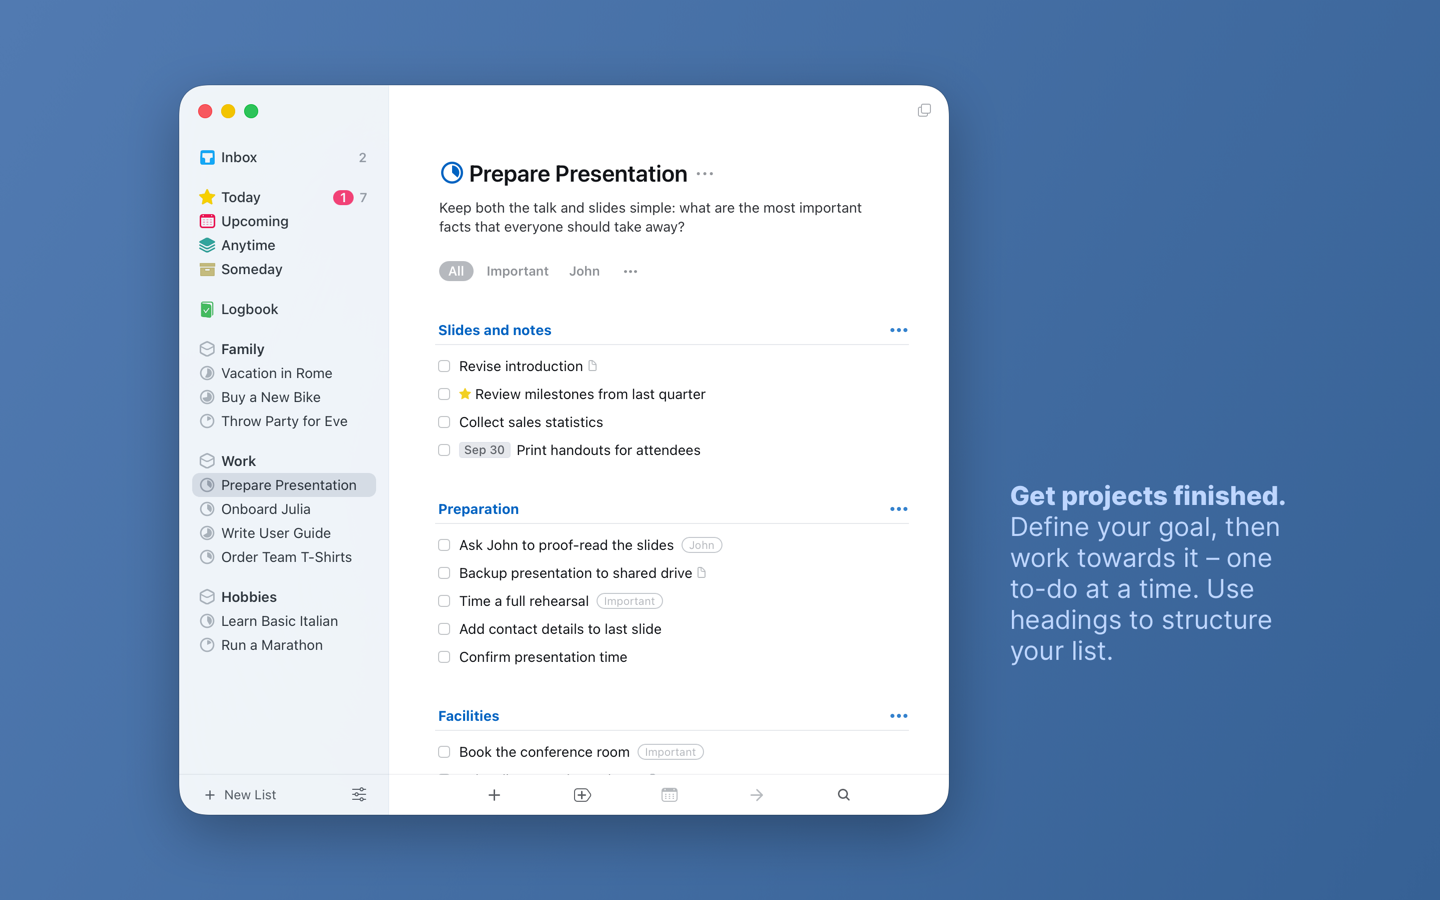 Inbox 2
Today 1 7
Upcoming
Anytime
Someday
Logbook
Family
Vacation in Rome
Buy a New Bike
Throw Party for Eve
Work
Prepare Presentation
Onboard Julia
Write User Guide
Order Team T-Shirts
Hobbies
Learn Basic Italian
Run a Marathon
+ New List
Prepare Presentation
Keep both the talk and slides simple: what are the most important
facts that everyone should take away?
All Important John
Slides and notes
Revise introduction
Review milestones from last quarter
Collect sales statistics
Sep 30 Print handouts for attendees
Preparation
Ask John to proof-read the slides John
Backup presentation to shared drive
Time a full rehearsal Important
Add contact details to last slide
Confirm presentation time
Facilities
Book the conference room Important
Get projects finished.
Define your goal, then
work towards it – one
to-do at a time. Use
headings to structure
your list.